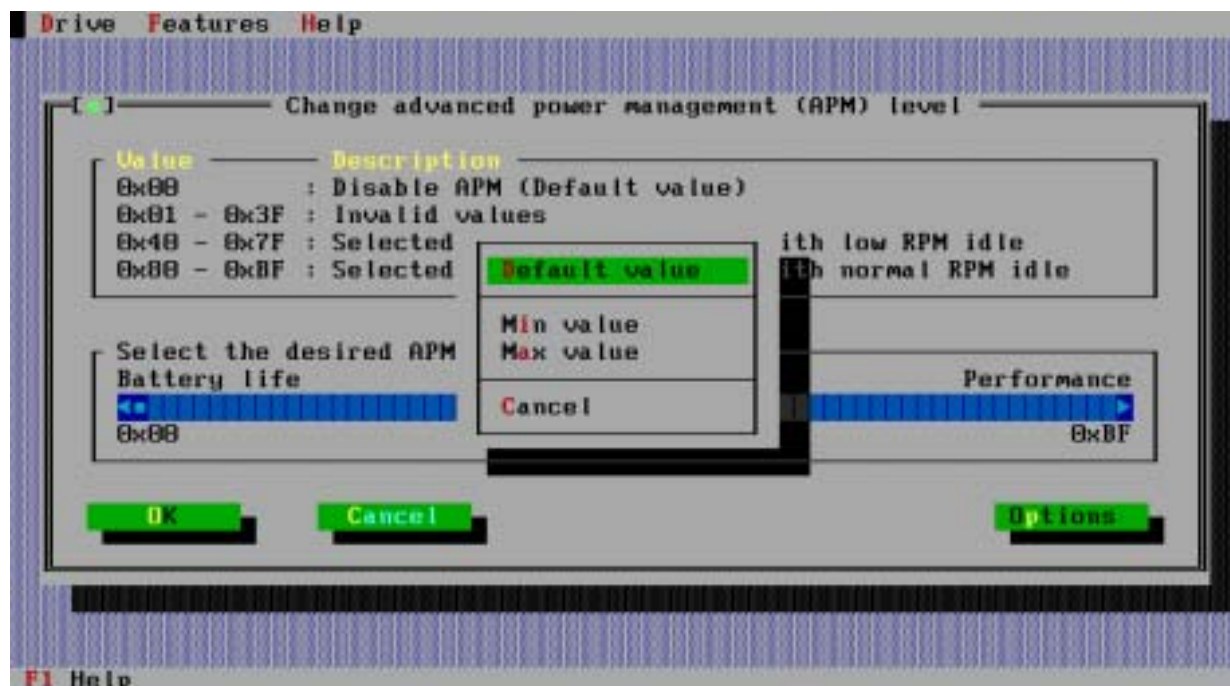 Drive Features Help
Change advanced power management (APM) level
Value Description
0x00 : Disable APM (Default value)
0x01 - 0x3F : Invalid values
0x40 - 0x7F : Selected ith low RPM idle
0x80 - 0xBF : Selected ith normal RPM idle
Default value
Min value
Max value
Cancel
Select the desired APM
Battery life Performance
0x00 0xBF
OK Cancel Options
F1 Help